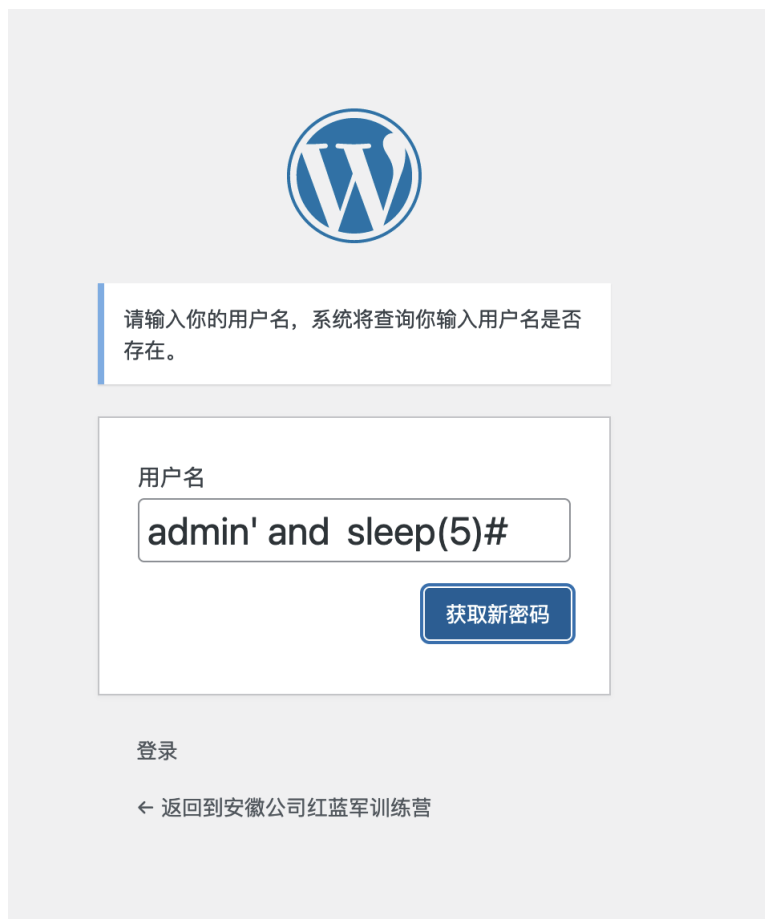 请输入你的用户名，系统将查询你输入用户名是否
存在。
用户名
admin' and  sleep(5)#
获取新密码
登录
← 返回到安徽公司红蓝军训练营